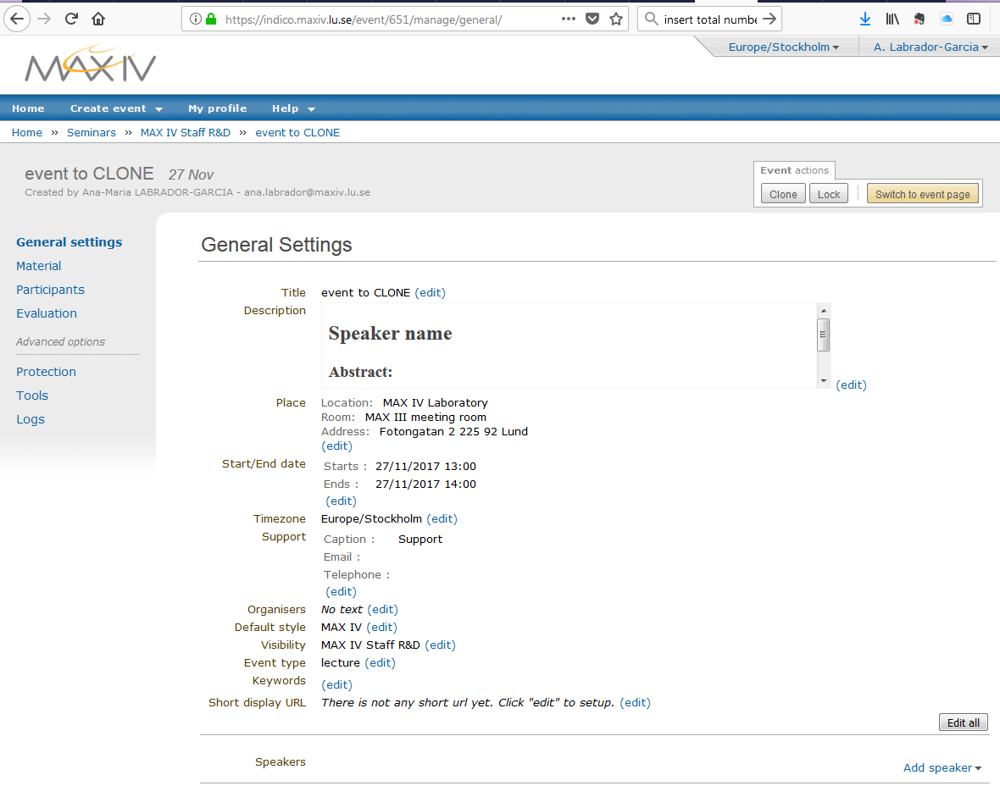 https://indico.maxiv.lu.se/event/651/manage/general/
insert total numbe
MAXIV
Europe/Stockholm
A. Labrador-Garcia
Home Create event My profile Help
Home » Seminars » MAX IV Staff R&D » event to CLONE
event to CLONE 27 Nov
Created by Ana-Maria LABRADOR-GARCIA - ana.labrador@maxiv.lu.se
Event actions
Clone Lock Switch to event page
General settings
Material
Participants
Evaluation
Advanced options
Protection
Tools
Logs
General Settings
Title event to CLONE (edit)
Description
Speaker name
Abstract:
(edit)
Place Location: MAX IV Laboratory
Room: MAX III meeting room
Address: Fotongatan 2 225 92 Lund
(edit)
Start/End date Starts : 27/11/2017 13:00
Ends : 27/11/2017 14:00
(edit)
Timezone Europe/Stockholm (edit)
Support Caption : Support
Email :
Telephone :
(edit)
Organisers No text (edit)
Default style MAX IV (edit)
Visibility MAX IV Staff R&D (edit)
Event type lecture (edit)
Keywords (edit)
Short display URL There is not any short url yet. Click "edit" to setup. (edit)
Edit all
Speakers
Add speaker